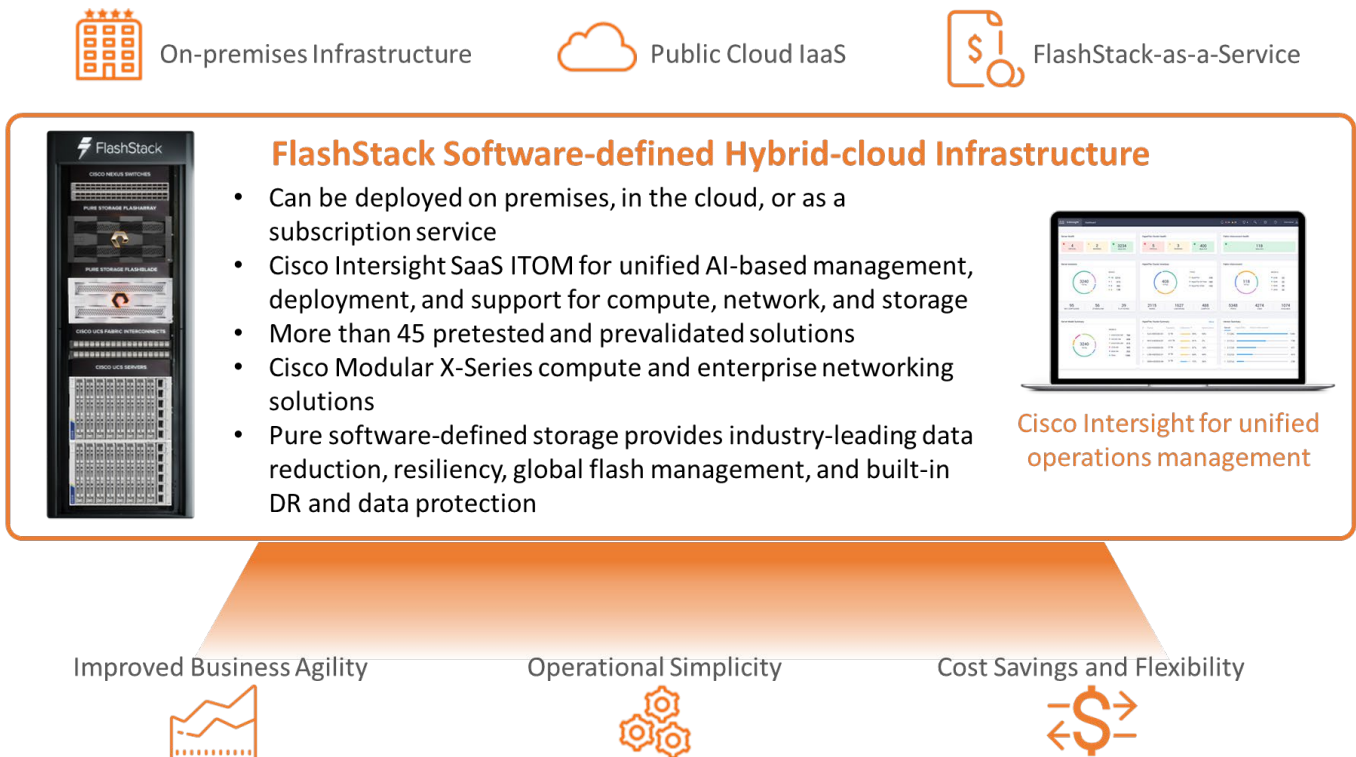 On-premises Infrastructure
Public Cloud IaaS
FlashStack-as-a-Service
FlashStack
CISCO NEXUS SWITCHES
PURE STORAGE FLASHARRAY
PURE STORAGE FLASHBLADE
CISCO UCS FABRIC INTERCONNECTS
CISCO UCS SERVERS
FlashStack Software-defined Hybrid-cloud Infrastructure
• Can be deployed on premises, in the cloud, or as a
subscription service
• Cisco Intersight SaaS ITOM for unified AI-based management,
deployment, and support for compute, network, and storage
• More than 45 pretested and prevalidated solutions
• Cisco Modular X-Series compute and enterprise networking
solutions
• Pure software-defined storage provides industry-leading data
reduction, resiliency, global flash management, and built-in
DR and data protection
Cisco Intersight for unified
operations management
Improved Business Agility
Operational Simplicity
Cost Savings and Flexibility